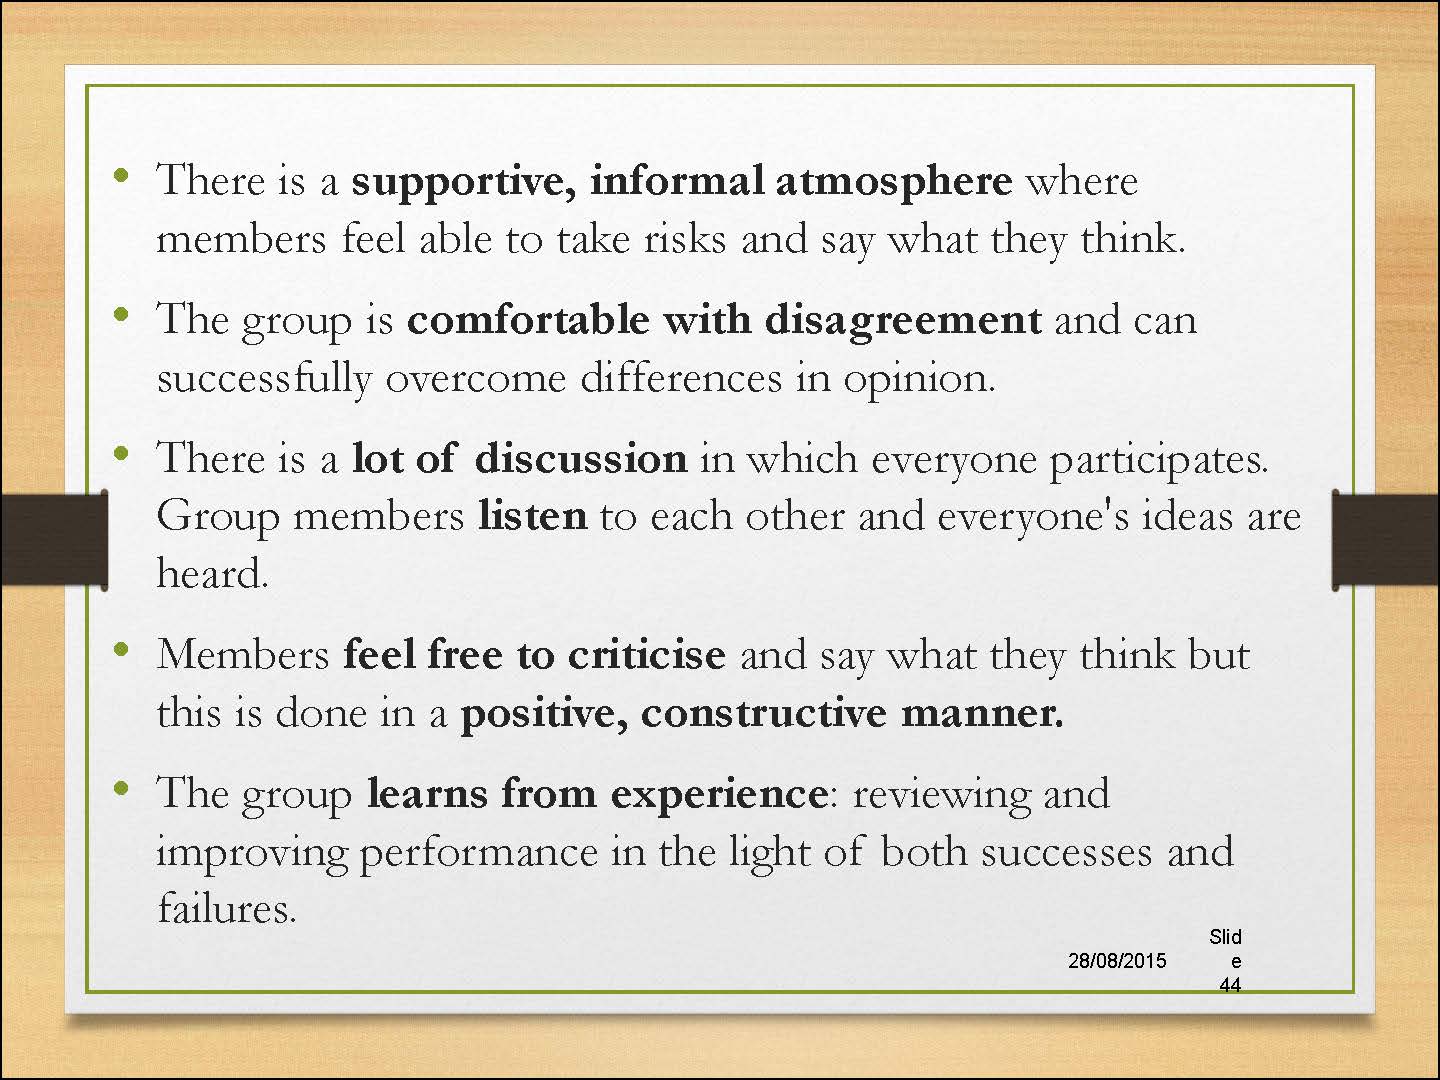 • There is a supportive, informal atmosphere where
members feel able to take risks and say what they think.
• The group is comfortable with disagreement and can
successfully overcome differences in opinion.
• There is a lot of discussion in which everyone participates.
Group members listen to each other and everyone's ideas are
heard.
• Members feel free to criticise and say what they think but
this is done in a positive, constructive manner.
• The group learns from experience: reviewing and
improving performance in the light of both successes and
failures.
28/08/2015
Slid
e
44